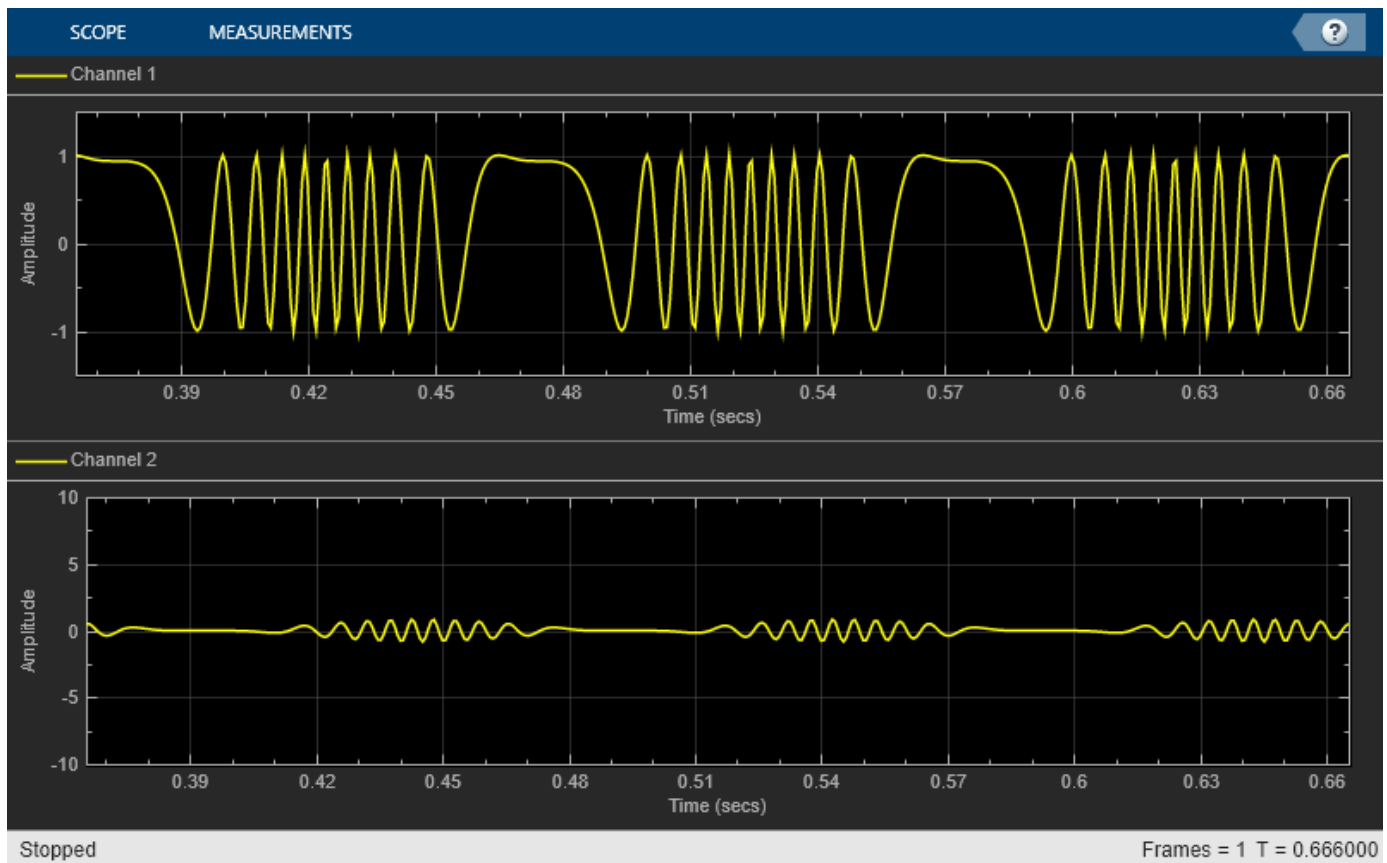 SCOPE MEASUREMENTS ?
Channel 1
1
0
-1
Amplitude
0.39 0.42 0.45 0.48 0.51 0.54 0.57 0.6 0.63 0.66
Time (secs)
Channel 2
10
5
0
-5
-10
Amplitude
0.39 0.42 0.45 0.48 0.51 0.54 0.57 0.6 0.63 0.66
Time (secs)
Stopped Frames = 1 T = 0.666000